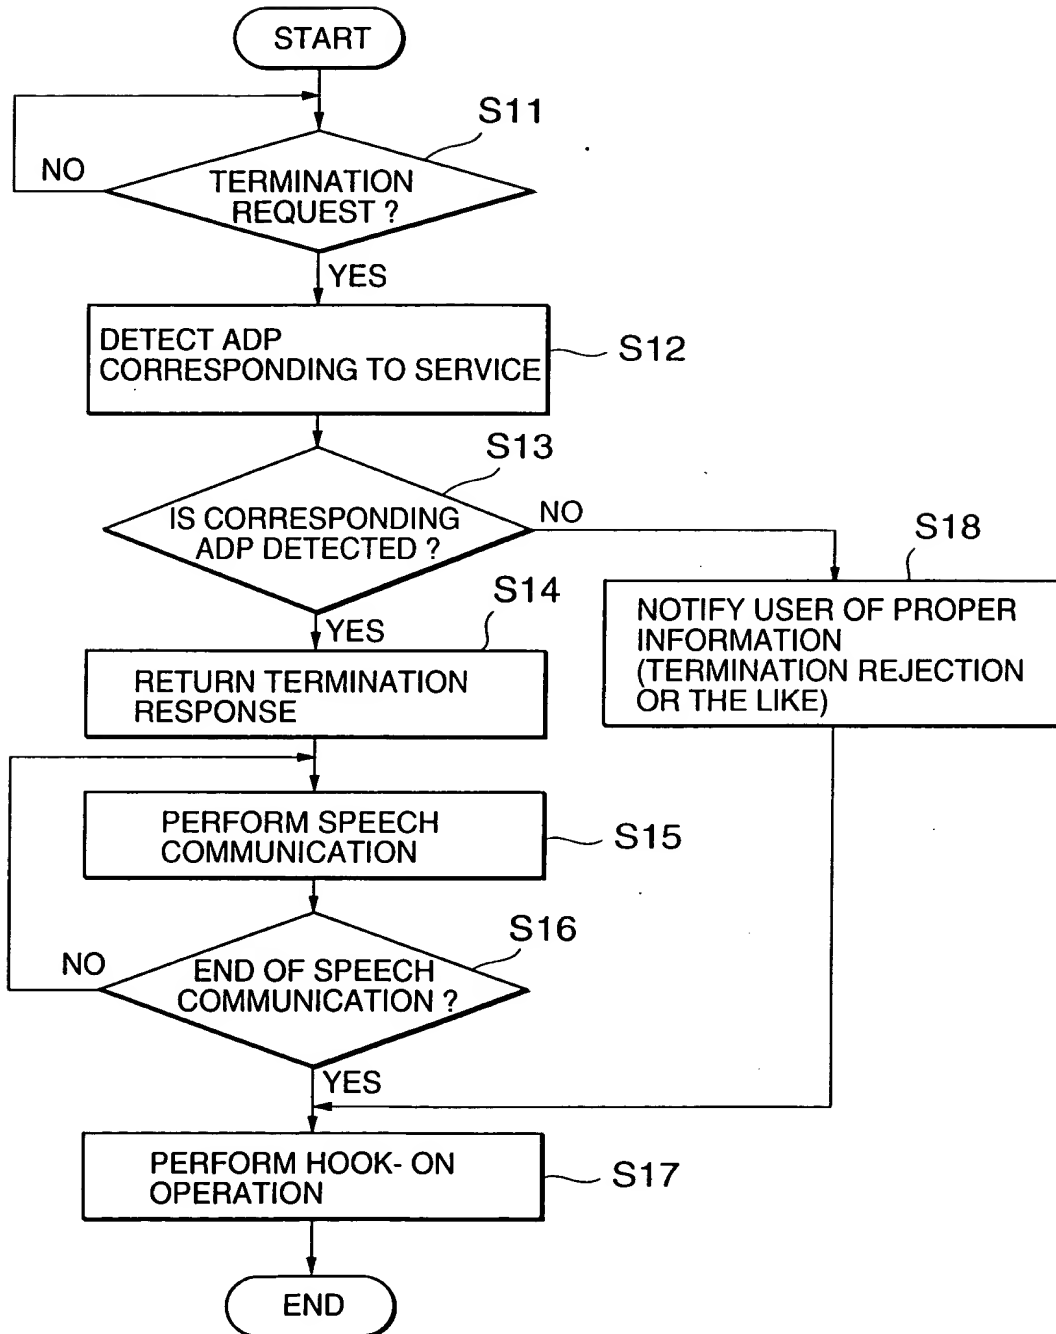 START
S11
NO
TERMINATION
REQUEST ?
YES
DETECT ADP
CORRESPONDING TO SERVICE
S12
S13
IS CORRESPONDING
ADP DETECTED ?
NO
S18
YES
S14
NOTIFY USER OF PROPER
INFORMATION
(TERMINATION REJECTION
OR THE LIKE)
RETURN TERMINATION
RESPONSE
PERFORM SPEECH
COMMUNICATION
S15
S16
NO
END OF SPEECH
COMMUNICATION ?
YES
PERFORM HOOK- ON
OPERATION
S17
END